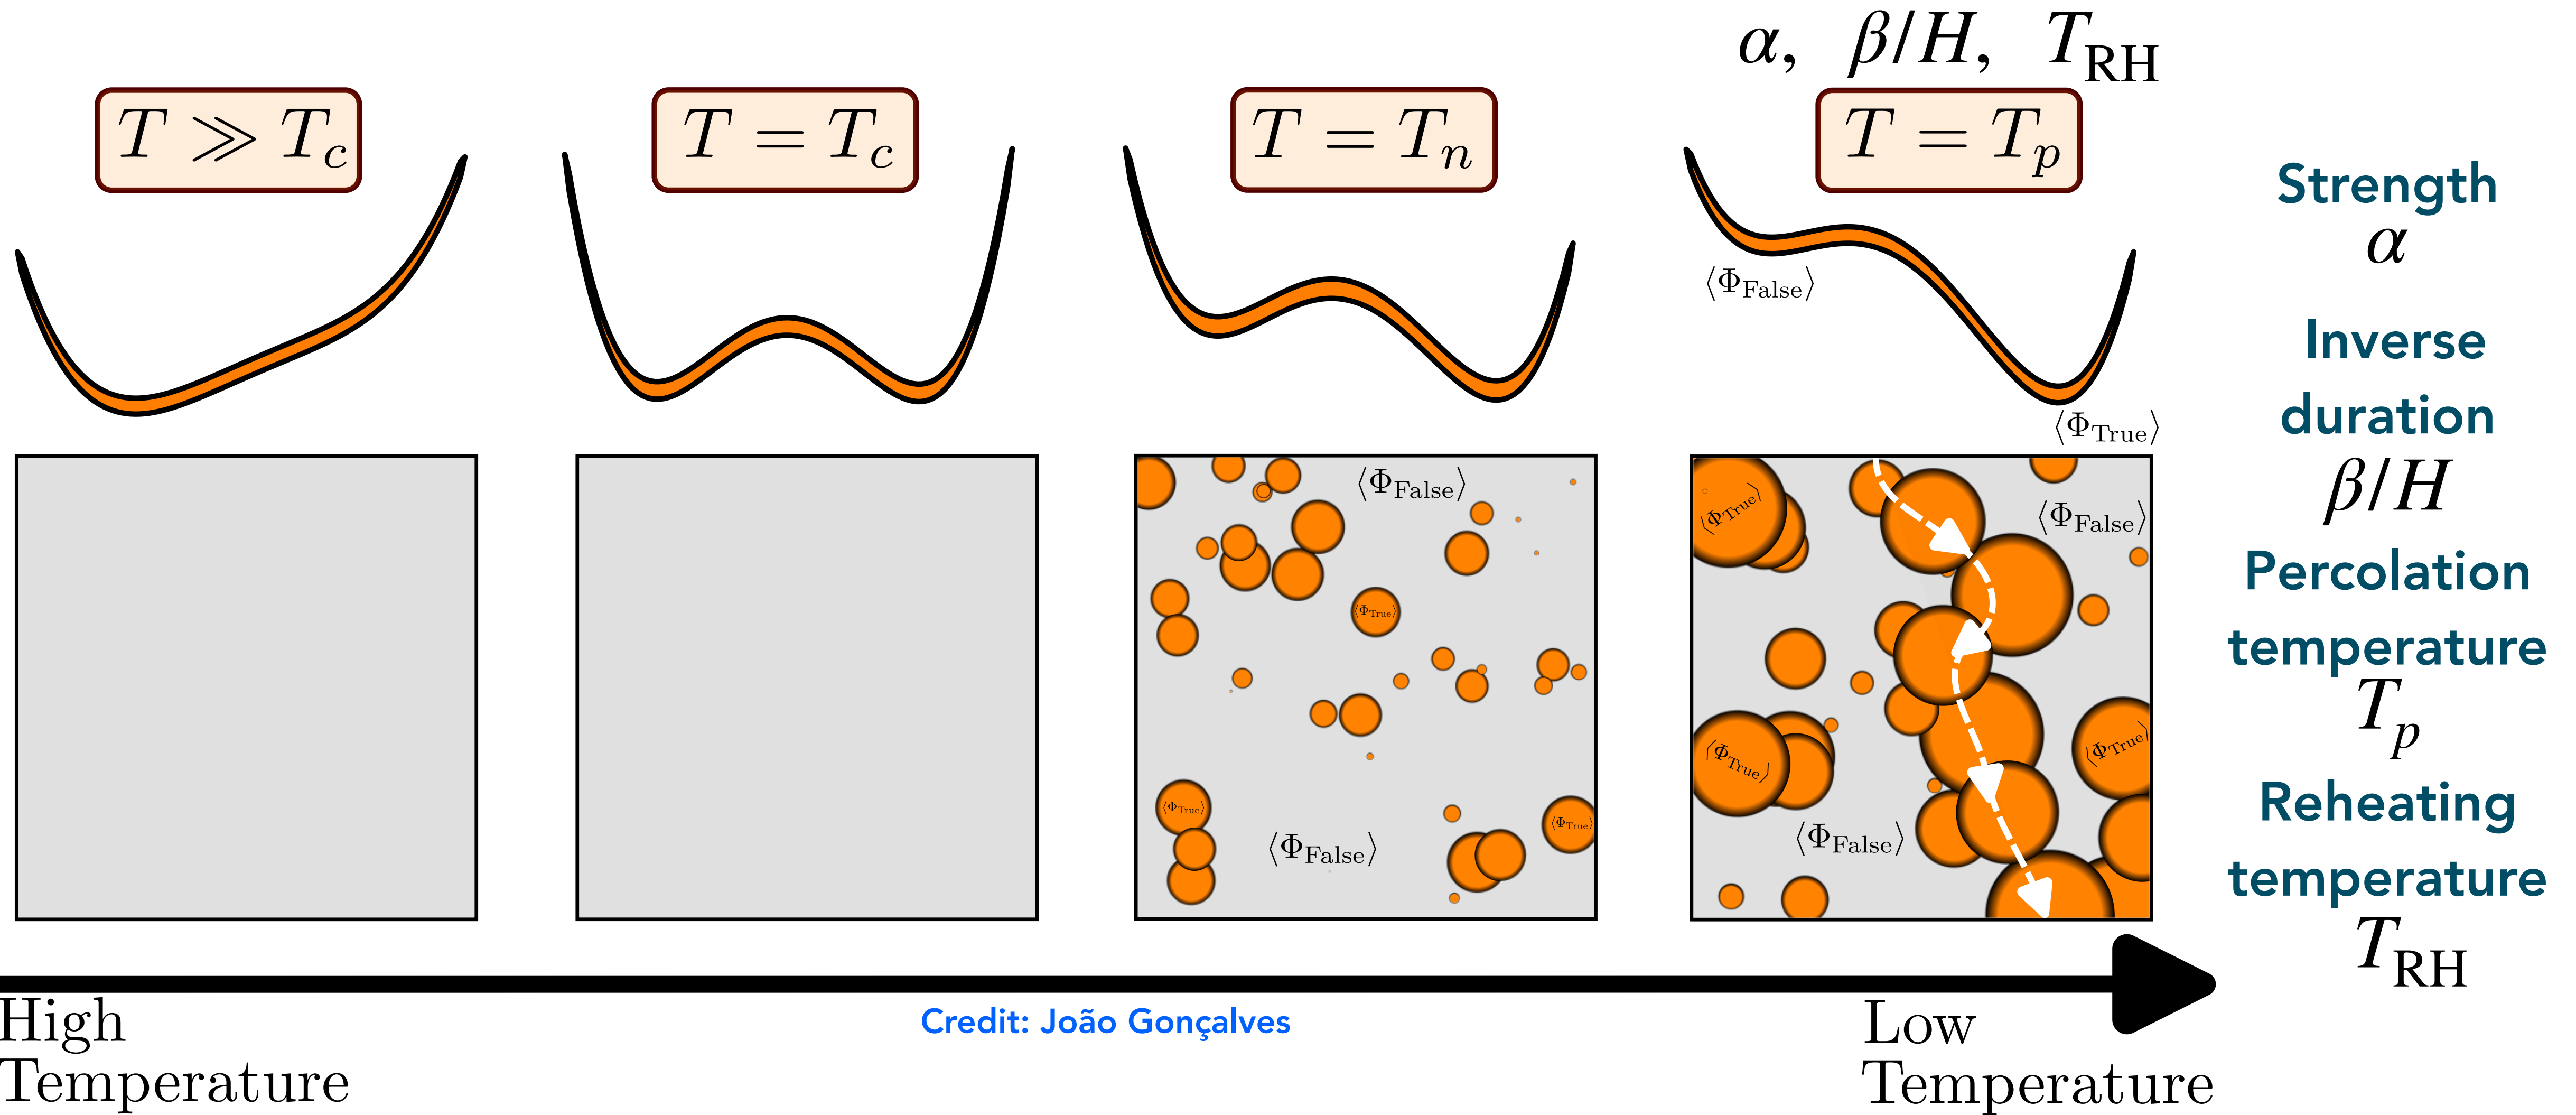 α, β/H, T_RH
T ≫ T_c
T = T_c
T = T_n
T = T_p
⟨Φ_False⟩
⟨Φ_True⟩
⟨Φ_False⟩
⟨Φ_True⟩
⟨Φ_True⟩
⟨Φ_True⟩
⟨Φ_False⟩
⟨Φ_True⟩
⟨Φ_False⟩
⟨Φ_True⟩
⟨Φ_True⟩
⟨Φ_False⟩
Strength
α
Inverse
duration
β/H
Percolation
temperature
T_p
Reheating
temperature
T_RH
High
Temperature
Credit: João Gonçalves
Low
Temperature